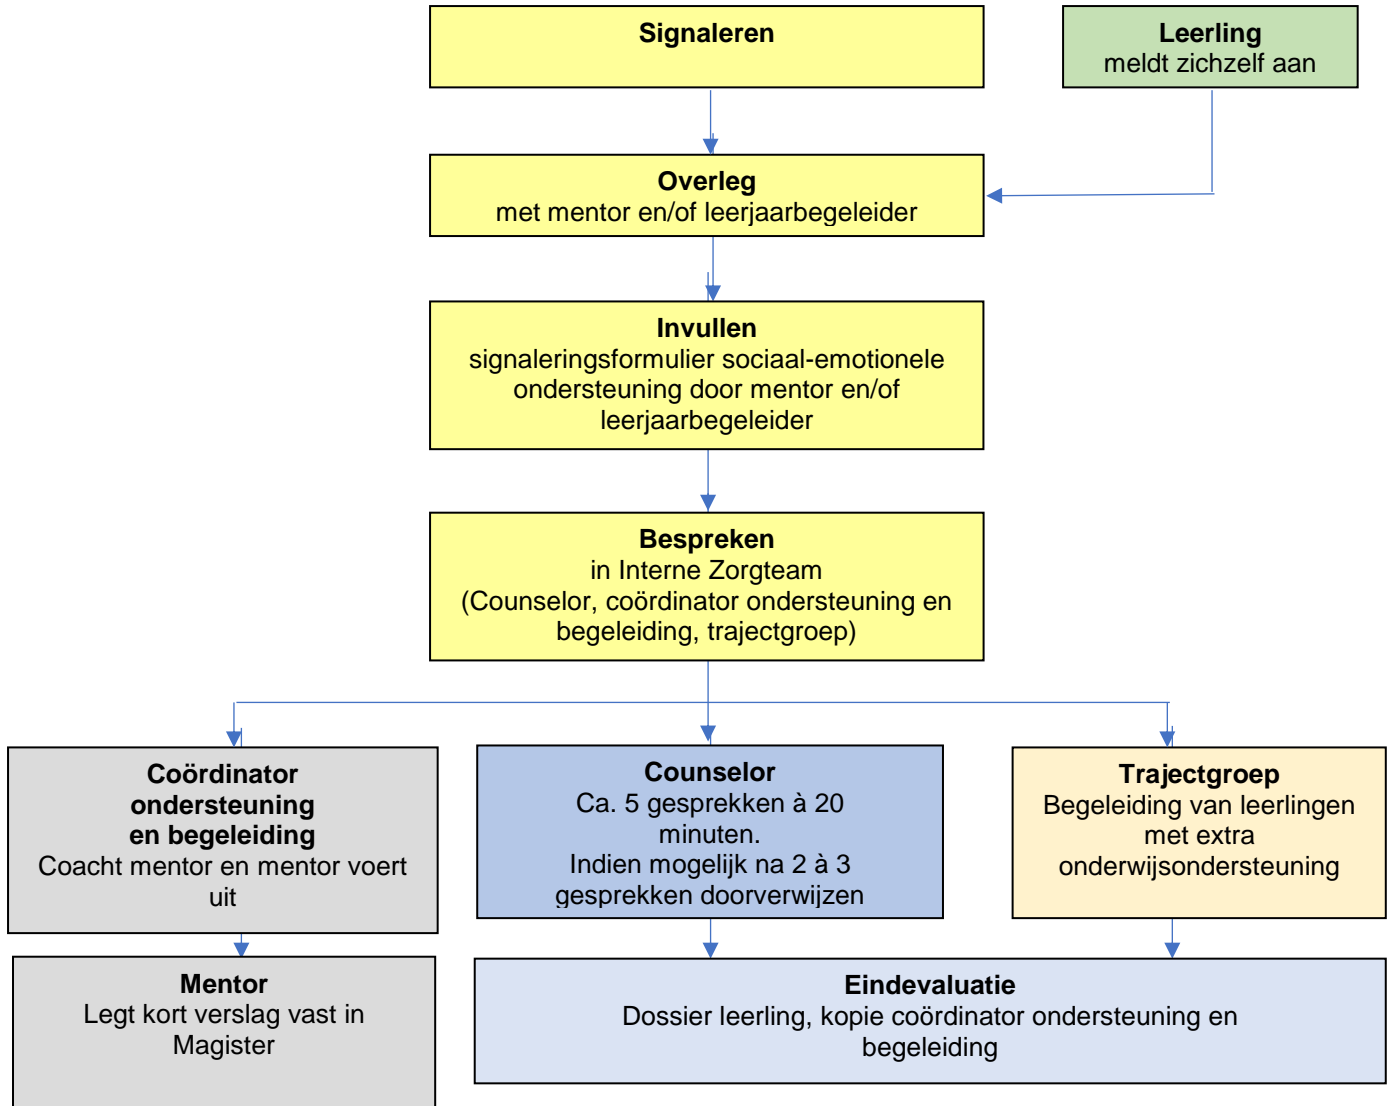 Signaleren
Leerling
meldt zichzelf aan
Overleg
met mentor en/of leerjaarbegeleider
Invullen
signaleringsformulier sociaal-emotionele
ondersteuning door mentor en/of
leerjaarbegeleider
Bespreken
in Interne Zorgteam
(Counselor, coördinator ondersteuning en
begeleiding, trajectgroep)
Coördinator
ondersteuning
en begeleiding
Coacht mentor en mentor voert
uit
Counselor
Ca. 5 gesprekken à 20
minuten.
Indien mogelijk na 2 à 3
gesprekken doorverwijzen
Trajectgroep
Begeleiding van leerlingen
met extra
onderwijsondersteuning
Mentor
Legt kort verslag vast in
Magister
Eindevaluatie
Dossier leerling, kopie coördinator ondersteuning en
begeleiding